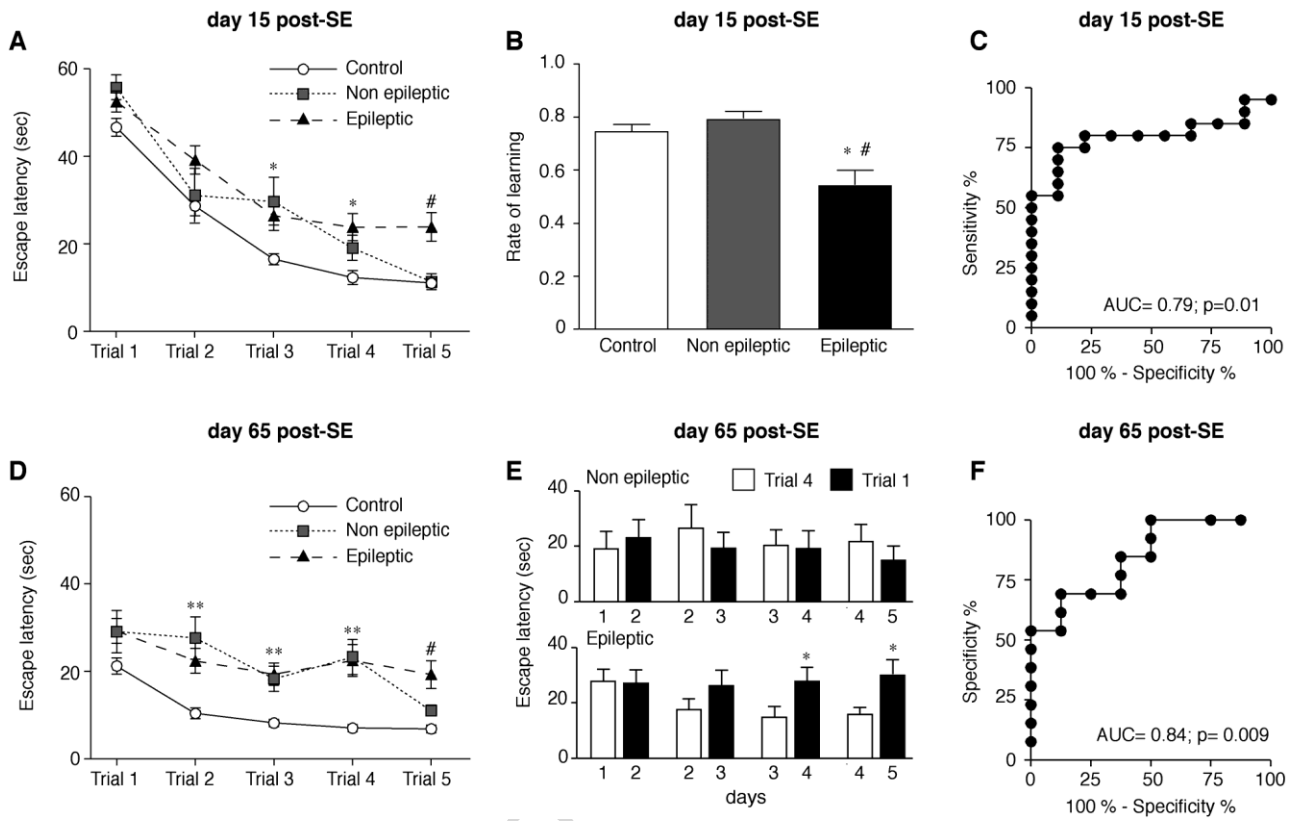 day 15 post-SE
A
Escape latency (sec)
60
40
20
0
Control
Non epileptic
Epileptic
*
*
#
Trial 1 Trial 2 Trial 3 Trial 4 Trial 5
day 15 post-SE
B
Rate of learning
1.0
0.8
0.6
0.4
0.2
0
* #
Control Non epileptic Epileptic
day 15 post-SE
C
Sensitivity %
100
75
50
25
0
AUC= 0.79; p=0.01
0 25 50 75 100
100 % - Specificity %
day 65 post-SE
D
Escape latency (sec)
60
40
20
0
Control
Non epileptic
Epileptic
**
**
**
#
Trial 1 Trial 2 Trial 3 Trial 4 Trial 5
day 65 post-SE
E
Non epileptic
Trial 4 Trial 1
Escape latency (sec)
40
20
0
1 2 2 3 3 4 4 5
Epileptic
40
20
0
* *
1 2 2 3 3 4 4 5
days
day 65 post-SE
F
Specificity %
100
75
50
25
0
AUC= 0.84; p= 0.009
0 25 50 75 100
100 % - Specificity %